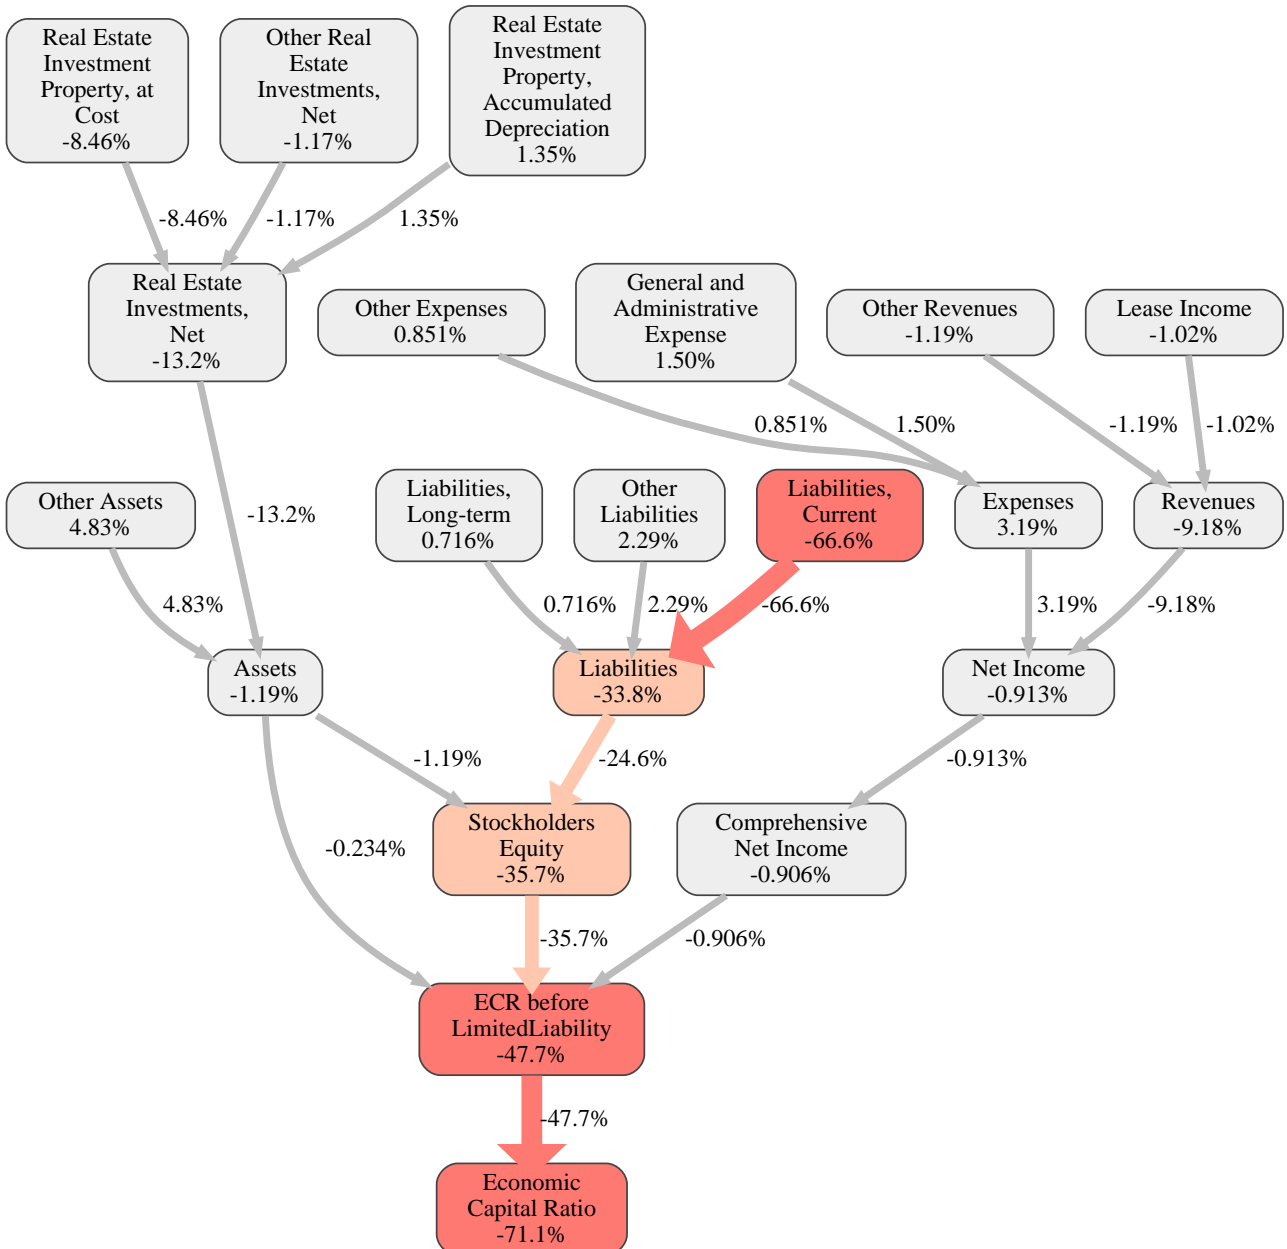 Real Estate
Investment
Property, at
Cost
-8.46%
Other Real
Estate
Investments,
Net
-1.17%
Real Estate
Investment
Property,
Accumulated
Depreciation
1.35%
-8.46%
-1.17%
1.35%
Real Estate
Investments,
Net
-13.2%
Other Expenses
0.851%
General and
Administrative
Expense
1.50%
Other Revenues
-1.19%
Lease Income
-1.02%
-13.2%
0.851%
1.50%
-1.19%
-1.02%
Other Assets
4.83%
Liabilities,
Long-term
0.716%
Other
Liabilities
2.29%
Liabilities,
Current
-66.6%
Expenses
3.19%
Revenues
-9.18%
4.83%
0.716%
2.29%
-66.6%
3.19%
-9.18%
Assets
-1.19%
Liabilities
-33.8%
Net Income
-0.913%
-1.19%
-24.6%
-0.913%
-0.234%
Stockholders
Equity
-35.7%
Comprehensive
Net Income
-0.906%
-35.7%
-0.906%
ECR before
LimitedLiability
-47.7%
-47.7%
Economic
Capital Ratio
-71.1%